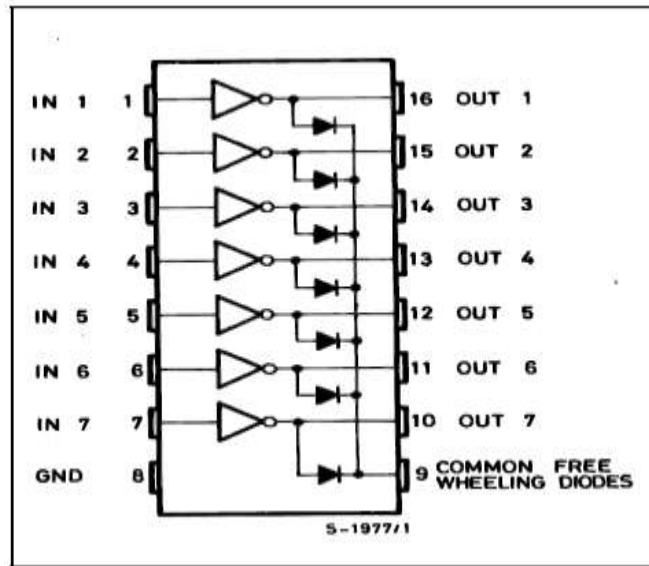 IN 1 1 16 OUT 1
IN 2 2 15 OUT 2
IN 3 3 14 OUT 3
IN 4 4 13 OUT 4
IN 5 5 12 OUT 5
IN 6 6 11 OUT 6
IN 7 7 10 OUT 7
GND 8 9 COMMON FREE
WHEELING DIODES
S-1977/1